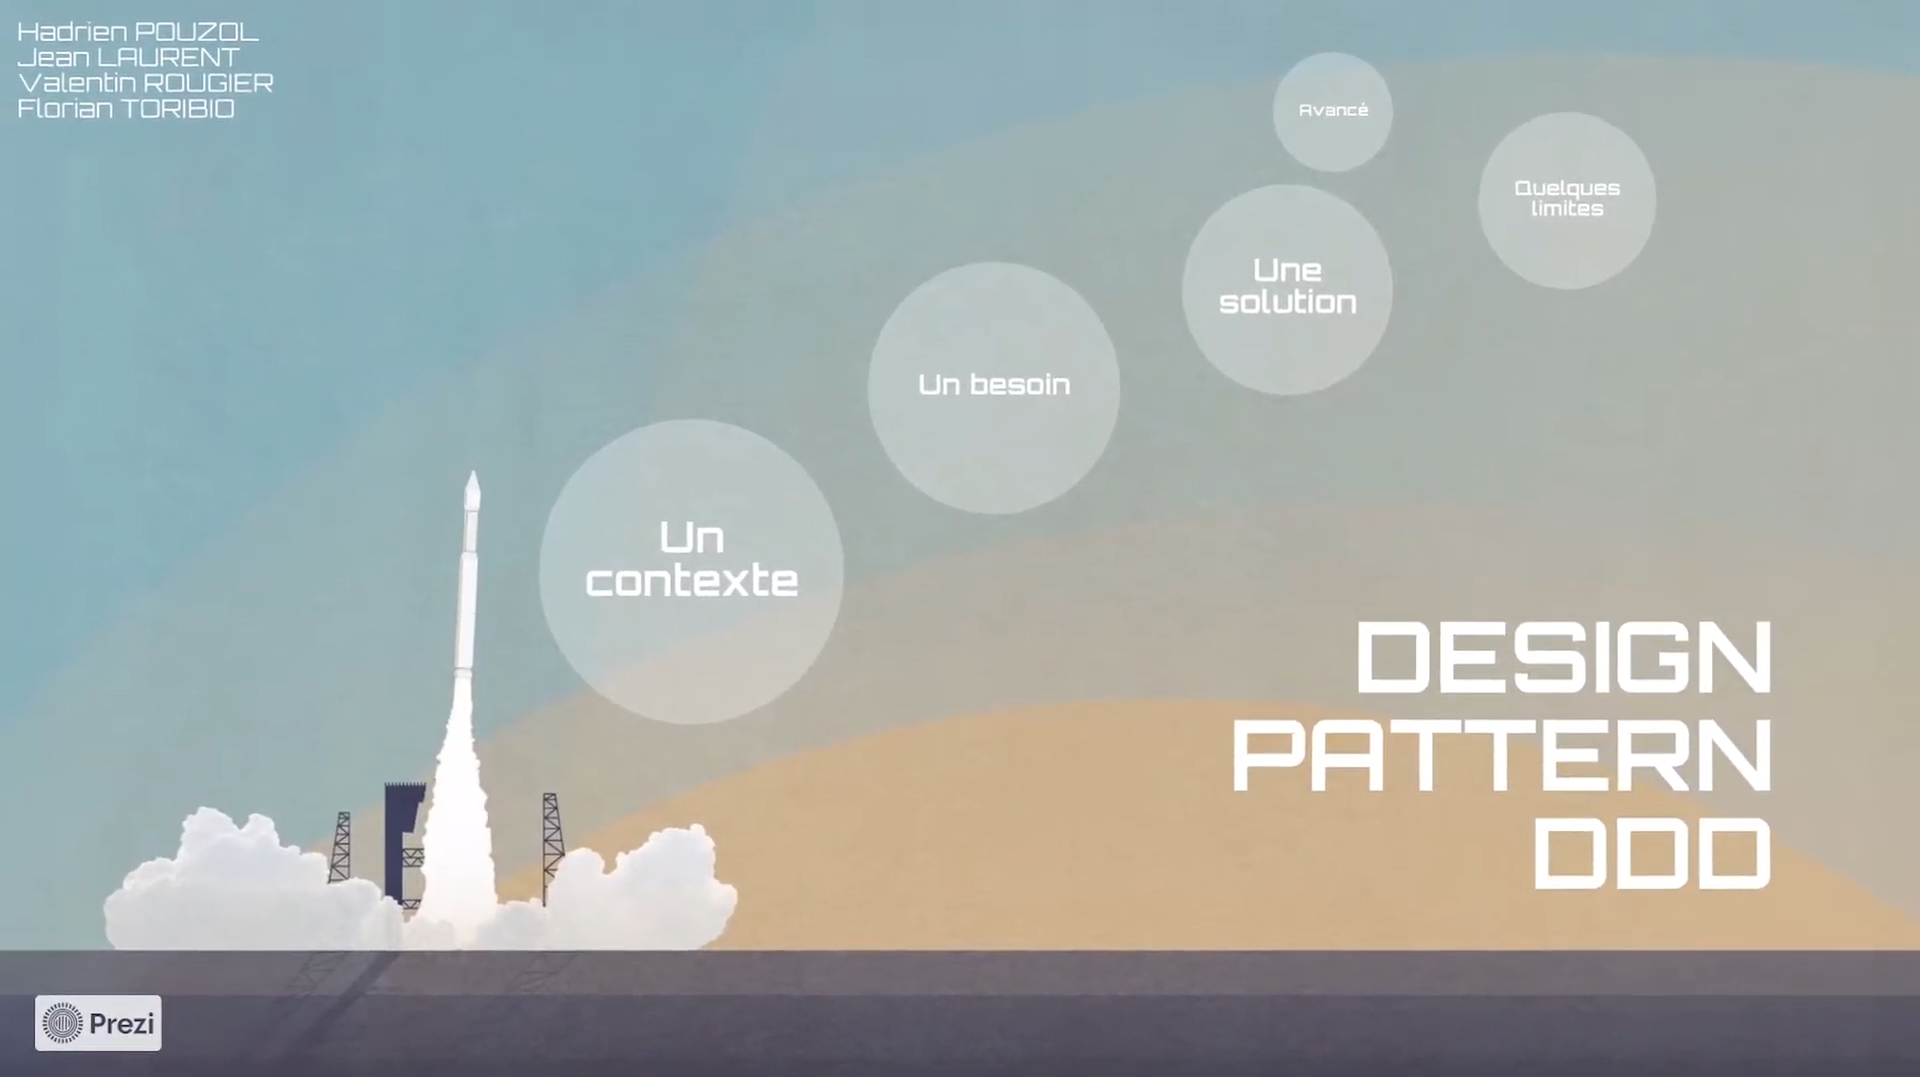 Hadrien POUZOL
Jean LAURENT
Valentin ROUGIER
Florian TORIBIO
Avancé
Quelques
limites
Une
solution
Un besoin
Un
contexte
DESIGN
PATTERN
DDD
Prezi